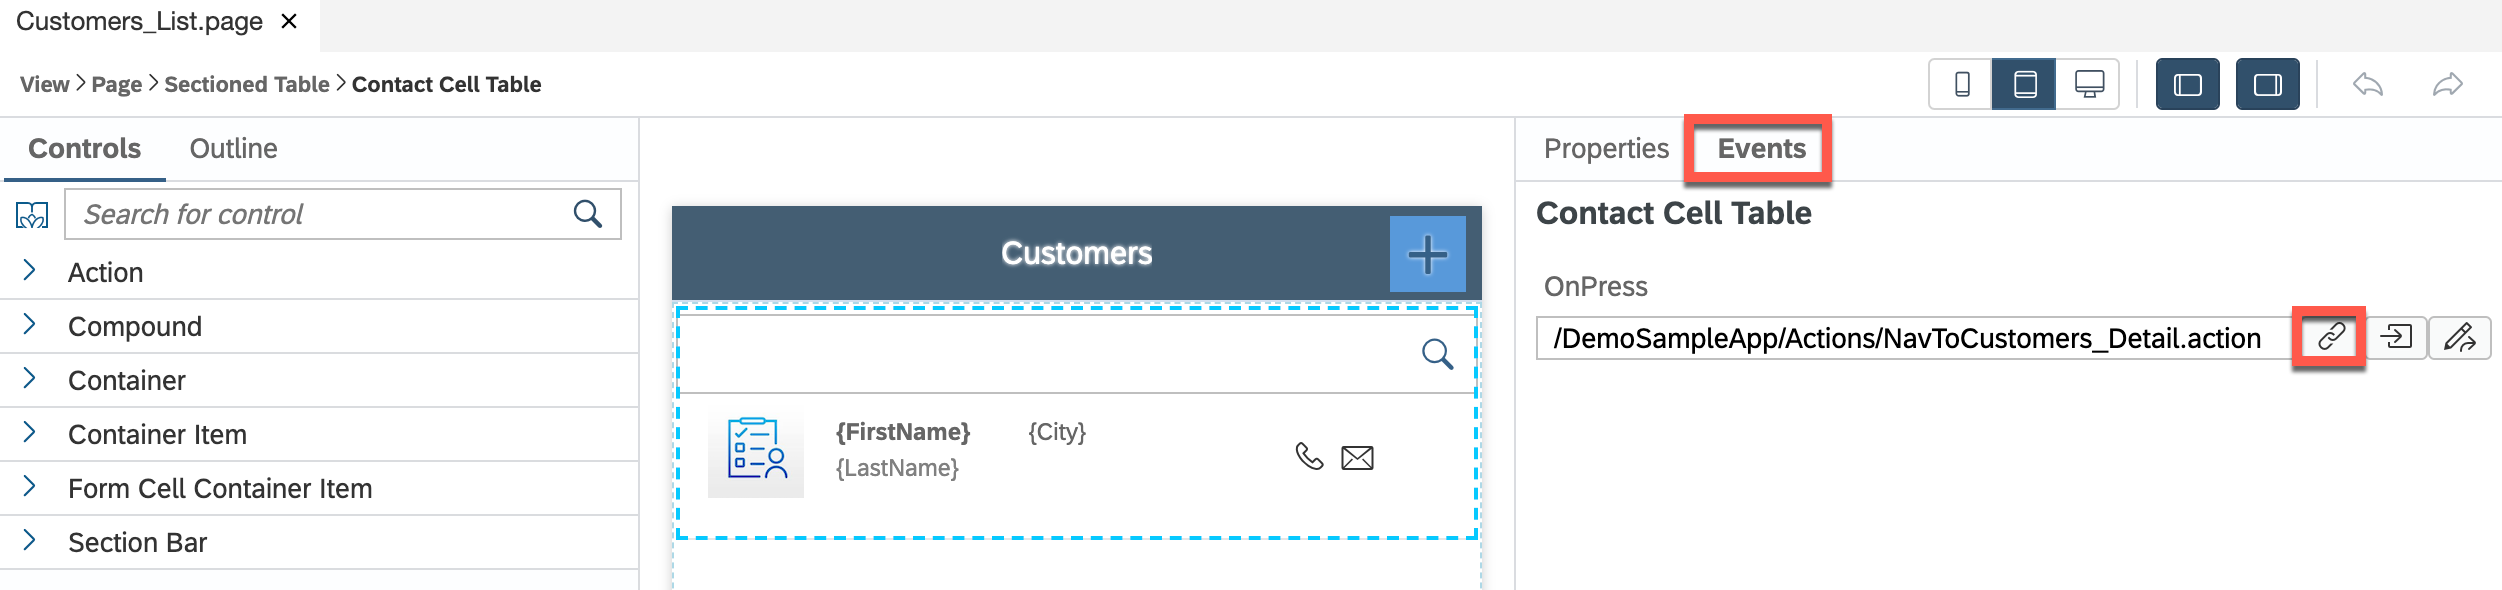 Customers_List.page
View > Page > Sectioned Table > Contact Cell Table
Controls Outline
Search for control
Action
Compound
Container
Container Item
Form Cell Container Item
Section Bar
Customers
{FirstName} {City}
{LastName}
Properties Events
Contact Cell Table
OnPress
/DemoSampleApp/Actions/NavToCustomers_Detail.action